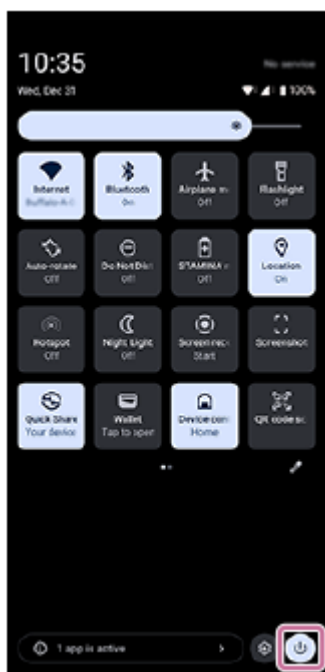 10:35
No service
Wed, Dec 31
100%
Internet
Bluetooth
On
Airplane m
Off
Flashlight
Off
Auto-rotate
Off
Do Not Dist
Off
STAMINA
Off
Location
On
Hotspot
Off
Night Light
Off
Screen rec
Start
Screenshot
Quick Share
Your device
Wallet
Tap to open
Device con
Home
QR code sc
1 app is active